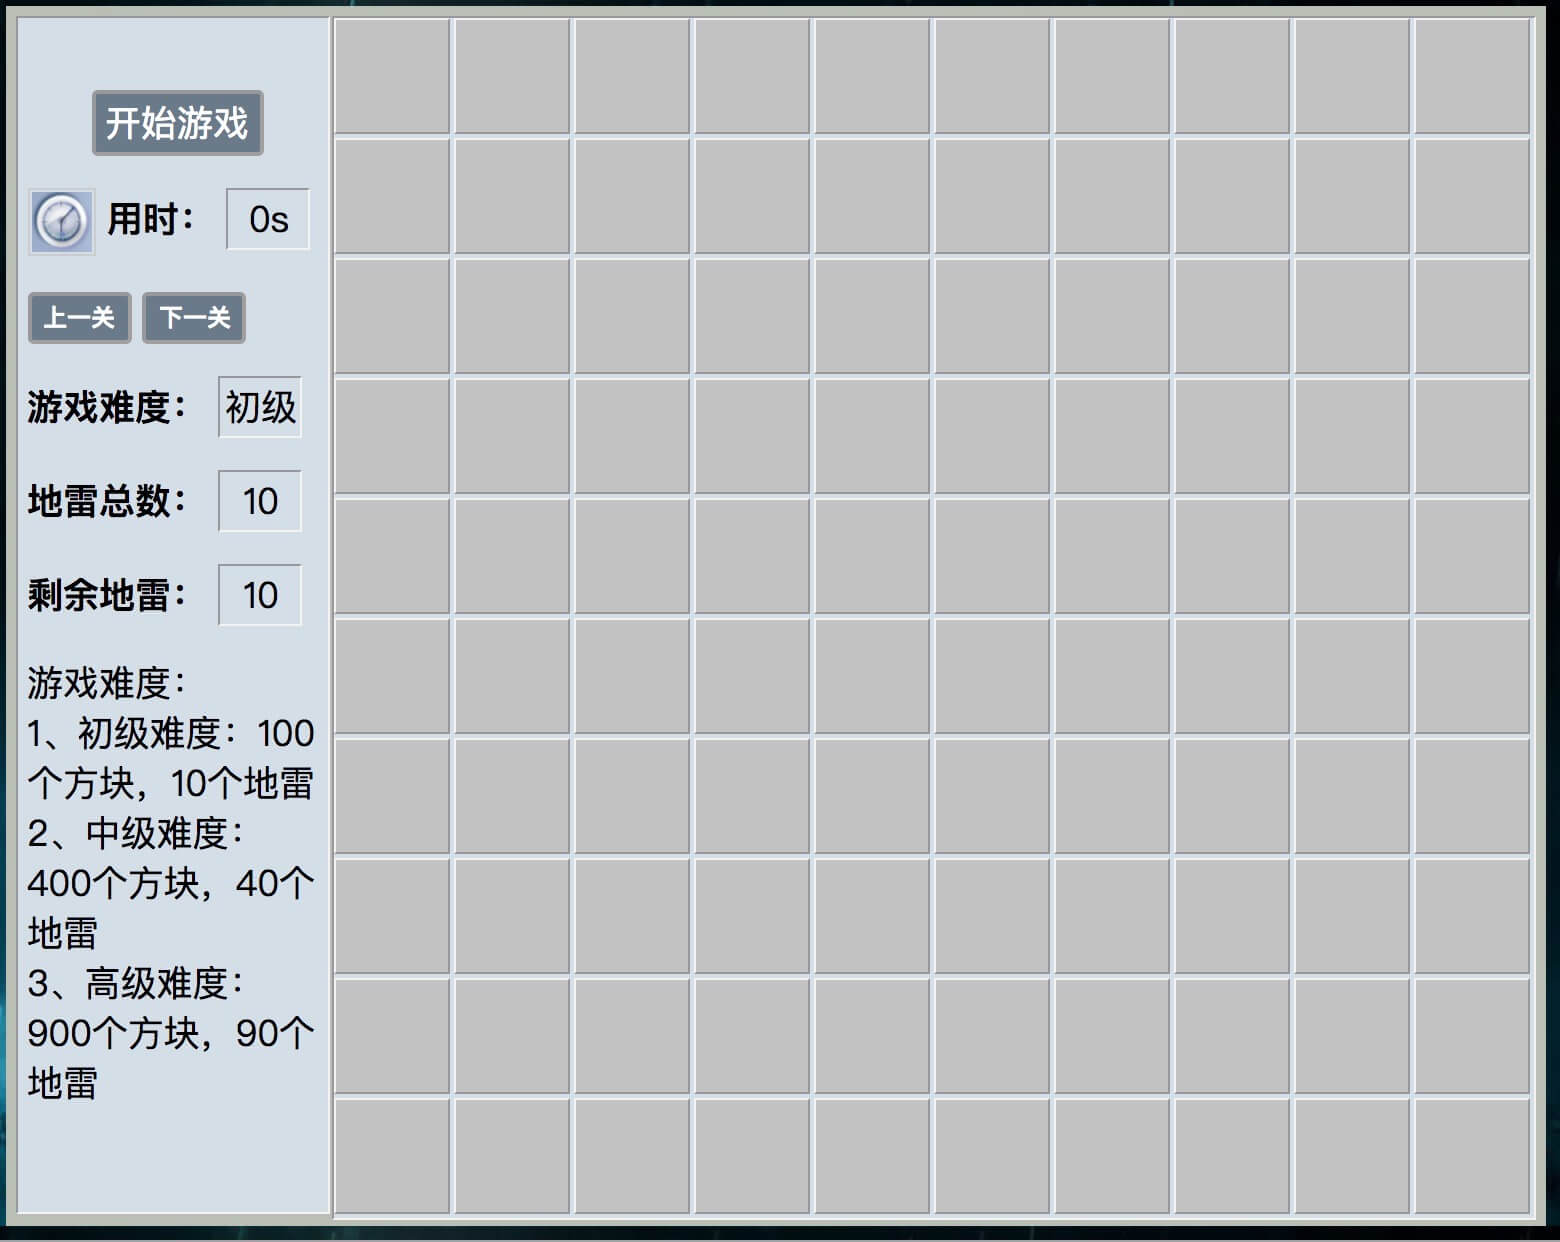 开始游戏
用时： 0s
上一关 下一关
游戏难度： 初级
地雷总数： 10
剩余地雷： 10
游戏难度：
1、初级难度：100
个方块，10个地雷
2、中级难度：
400个方块，40个
地雷
3、高级难度：
900个方块，90个
地雷